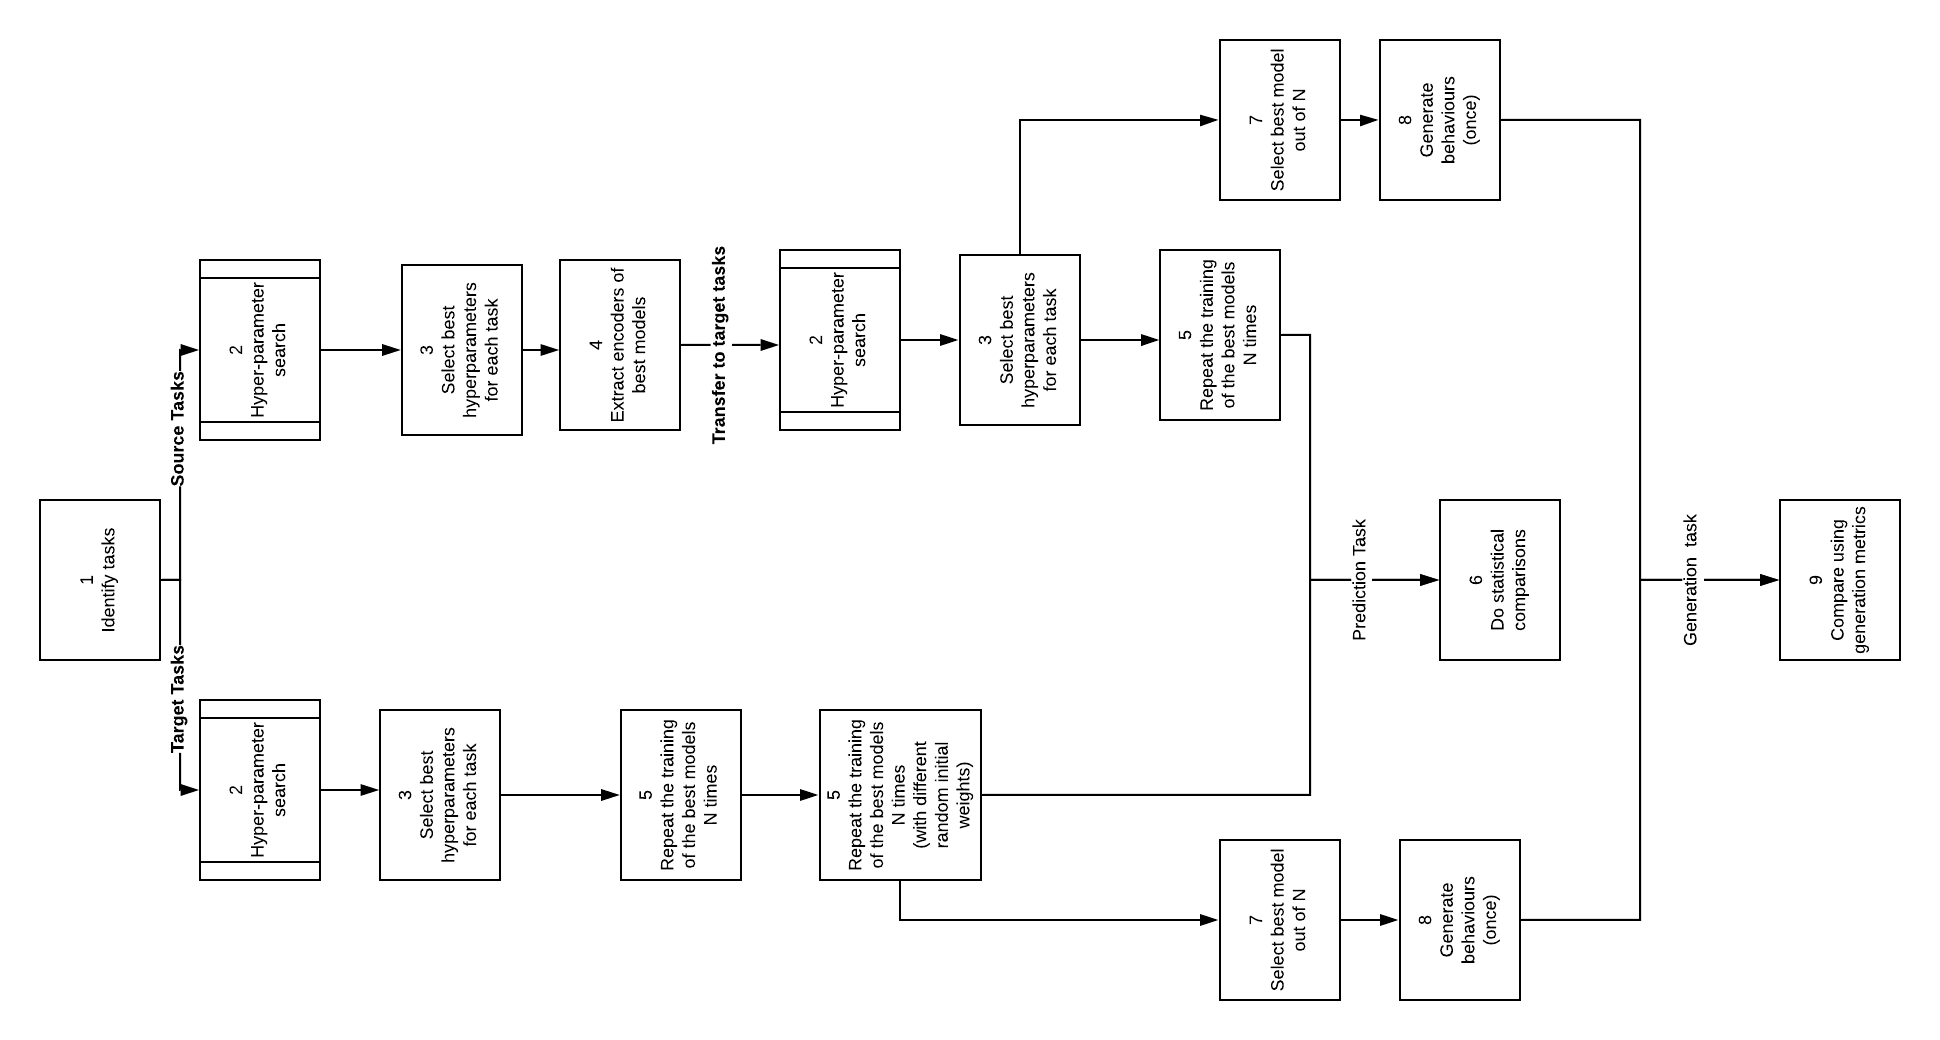 1
Identify tasks
Target Tasks
Source Tasks
2
Hyper-parameter
search
3
Select best
hyperparameters
for each task
5
Repeat the training
of the best models
N times
5
Repeat the training
of the best models
N times
(with different
random initial
weights)
7
Select best model
out of N
8
Generate
behaviours
(once)
2
Hyper-parameter
search
3
Select best
hyperparameters
for each task
4
Extract encoders of
best models
Transfer to target tasks
2
Hyper-parameter
search
3
Select best
hyperparameters
for each task
5
Repeat the training
of the best models
N times
7
Select best model
out of N
8
Generate
behaviours
(once)
Prediction Task
6
Do statistical
comparisons
Generation task
9
Compare using
generation metrics